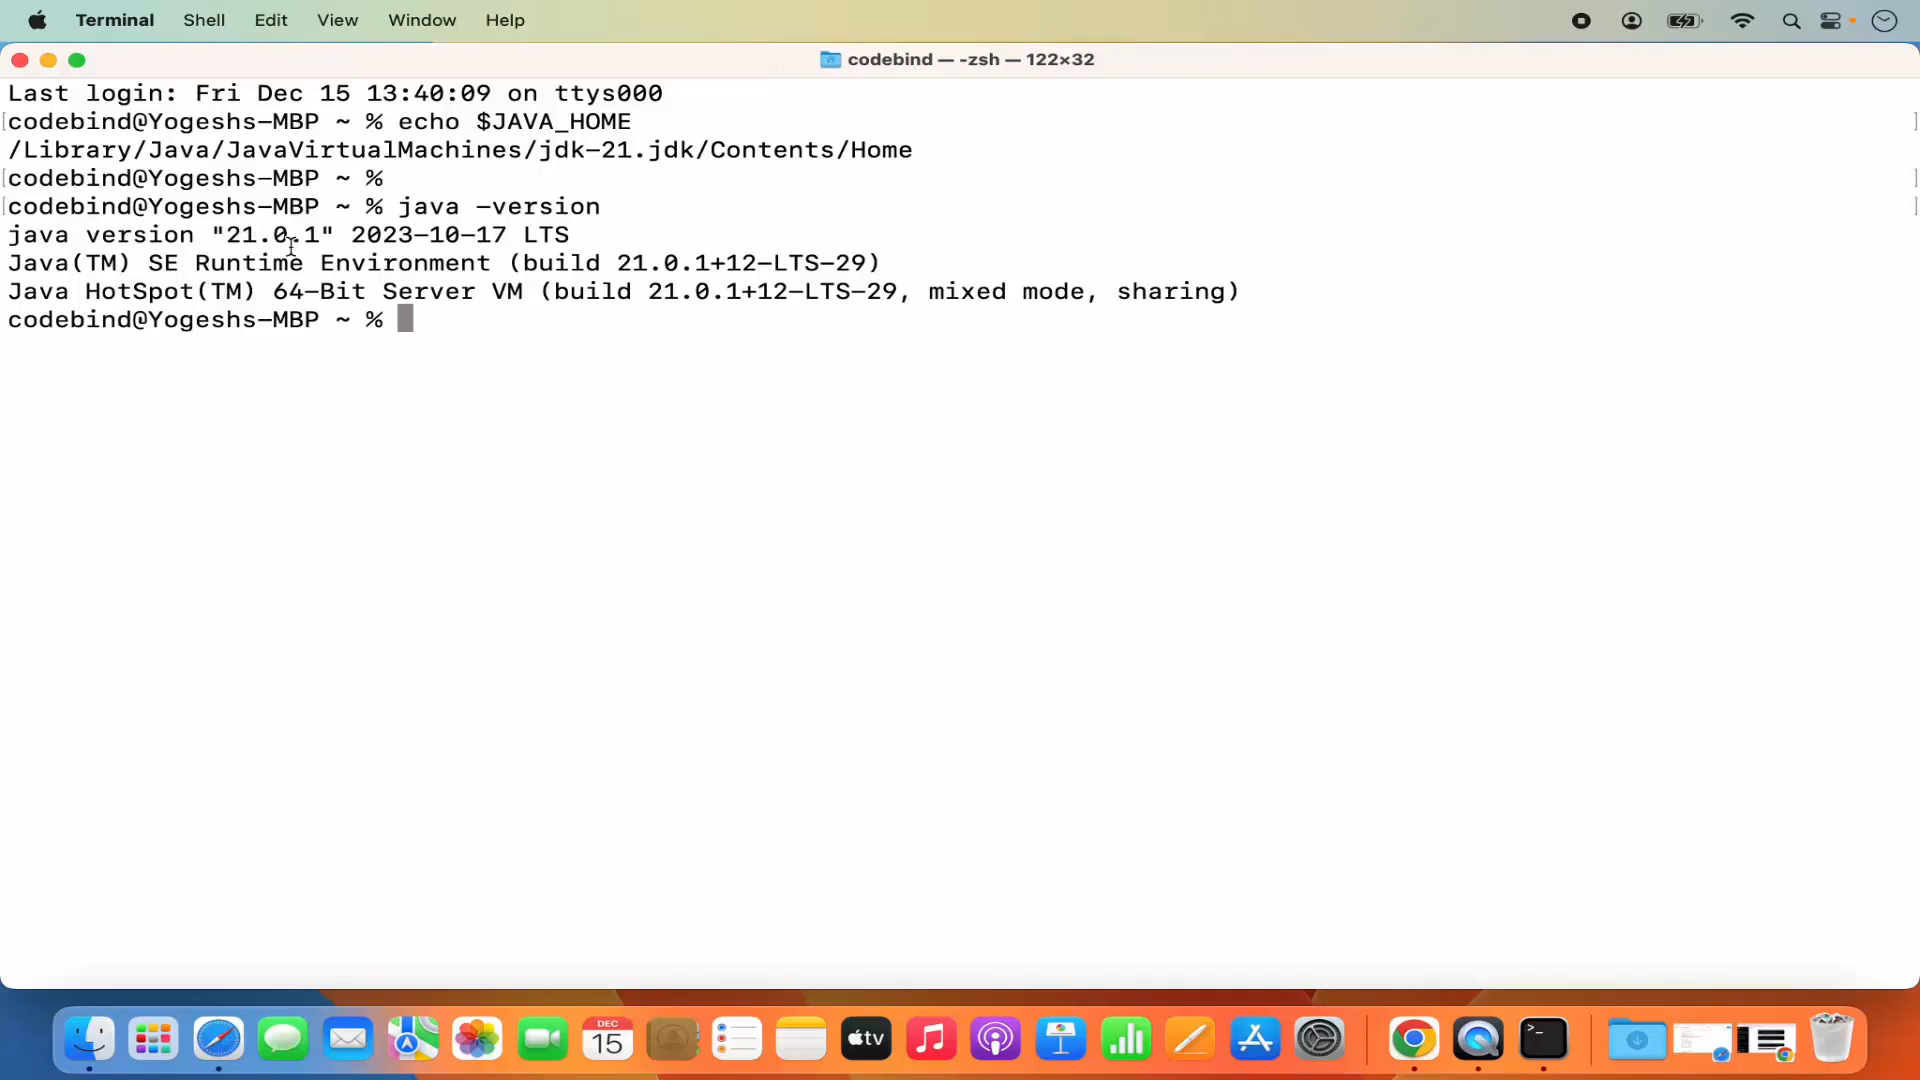 Terminal Shell Edit View Window Help
codebind — -zsh — 122×32
Last login: Fri Dec 15 13:40:09 on ttys000
[codebind@Yogeshs-MBP ~ % echo $JAVA_HOME ]
/Library/Java/JavaVirtualMachines/jdk-21.jdk/Contents/Home
[codebind@Yogeshs-MBP ~ % ]
[codebind@Yogeshs-MBP ~ % java -version ]
java version "21.0.1" 2023-10-17 LTS
Java(TM) SE Runtime Environment (build 21.0.1+12-LTS-29)
Java HotSpot(TM) 64-Bit Server VM (build 21.0.1+12-LTS-29, mixed mode, sharing)
codebind@Yogeshs-MBP ~ %
DEC
15
tv
>_